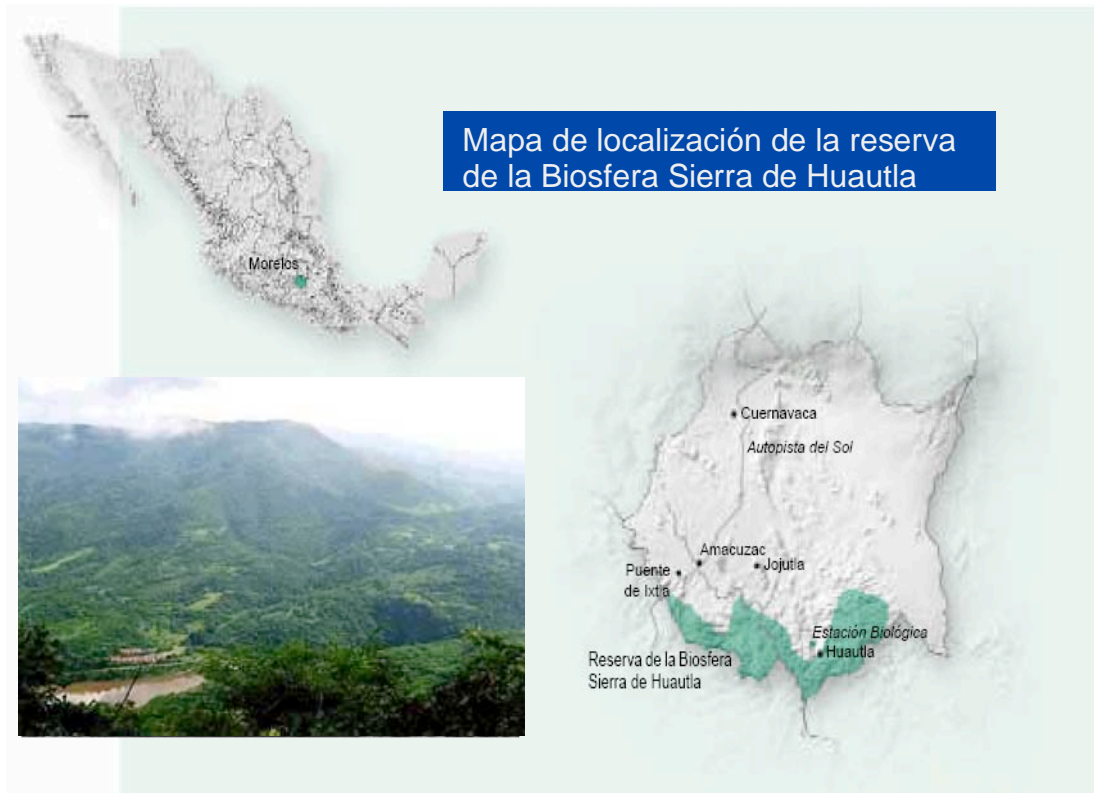 Mapa de localización de la reserva
de la Biosfera Sierra de Huautla
Morelos
Cuernavaca
Autopista del Sol
Amacuzac
Jojutla
Puente
de Ixtla
Estación Biológica
Huautla
Reserva de la Biosfera
Sierra de Huautla